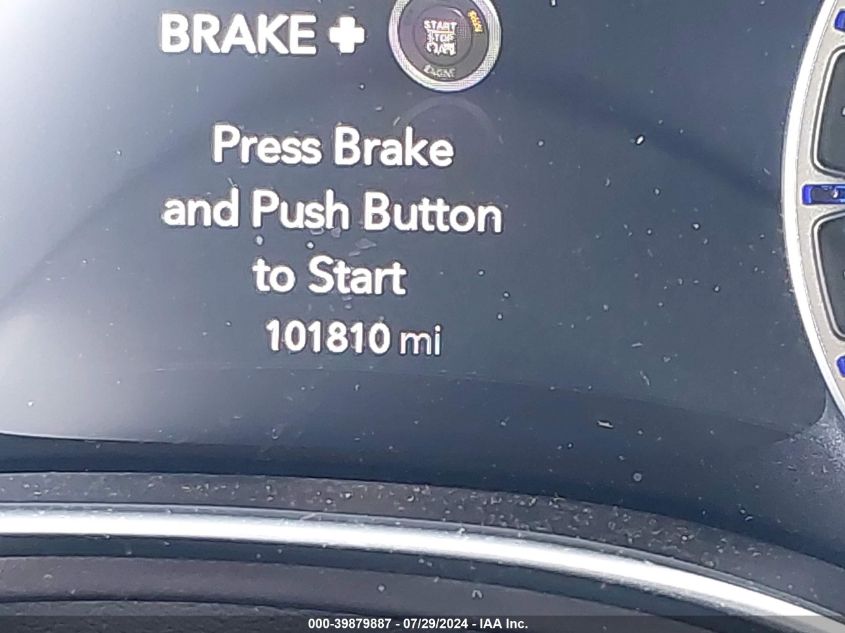 BRAKE +
START
STOP
ENGINE
Press Brake
and Push Button
to Start
101810 mi
000-39879887 / 07/29/2024 - IAA Inc.